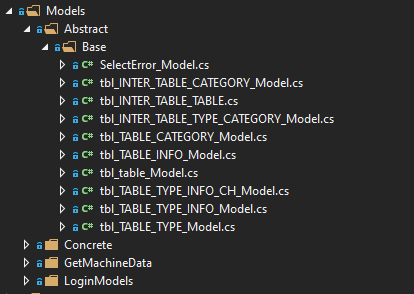 Models
Abstract
Base
C# SelectError_Model.cs
C# tbl_INTER_TABLE_CATEGORY_Model.cs
C# tbl_INTER_TABLE_TABLE.cs
C# tbl_INTER_TABLE_TYPE_CATEGORY_Model.cs
C# tbl_TABLE_CATEGORY_Model.cs
C# tbl_TABLE_INFO_Model.cs
C# tbl_table_Model.cs
C# tbl_TABLE_TYPE_INFO_CH_Model.cs
C# tbl_TABLE_TYPE_INFO_Model.cs
C# tbl_TABLE_TYPE_Model.cs
Concrete
GetMachineData
LoginModels